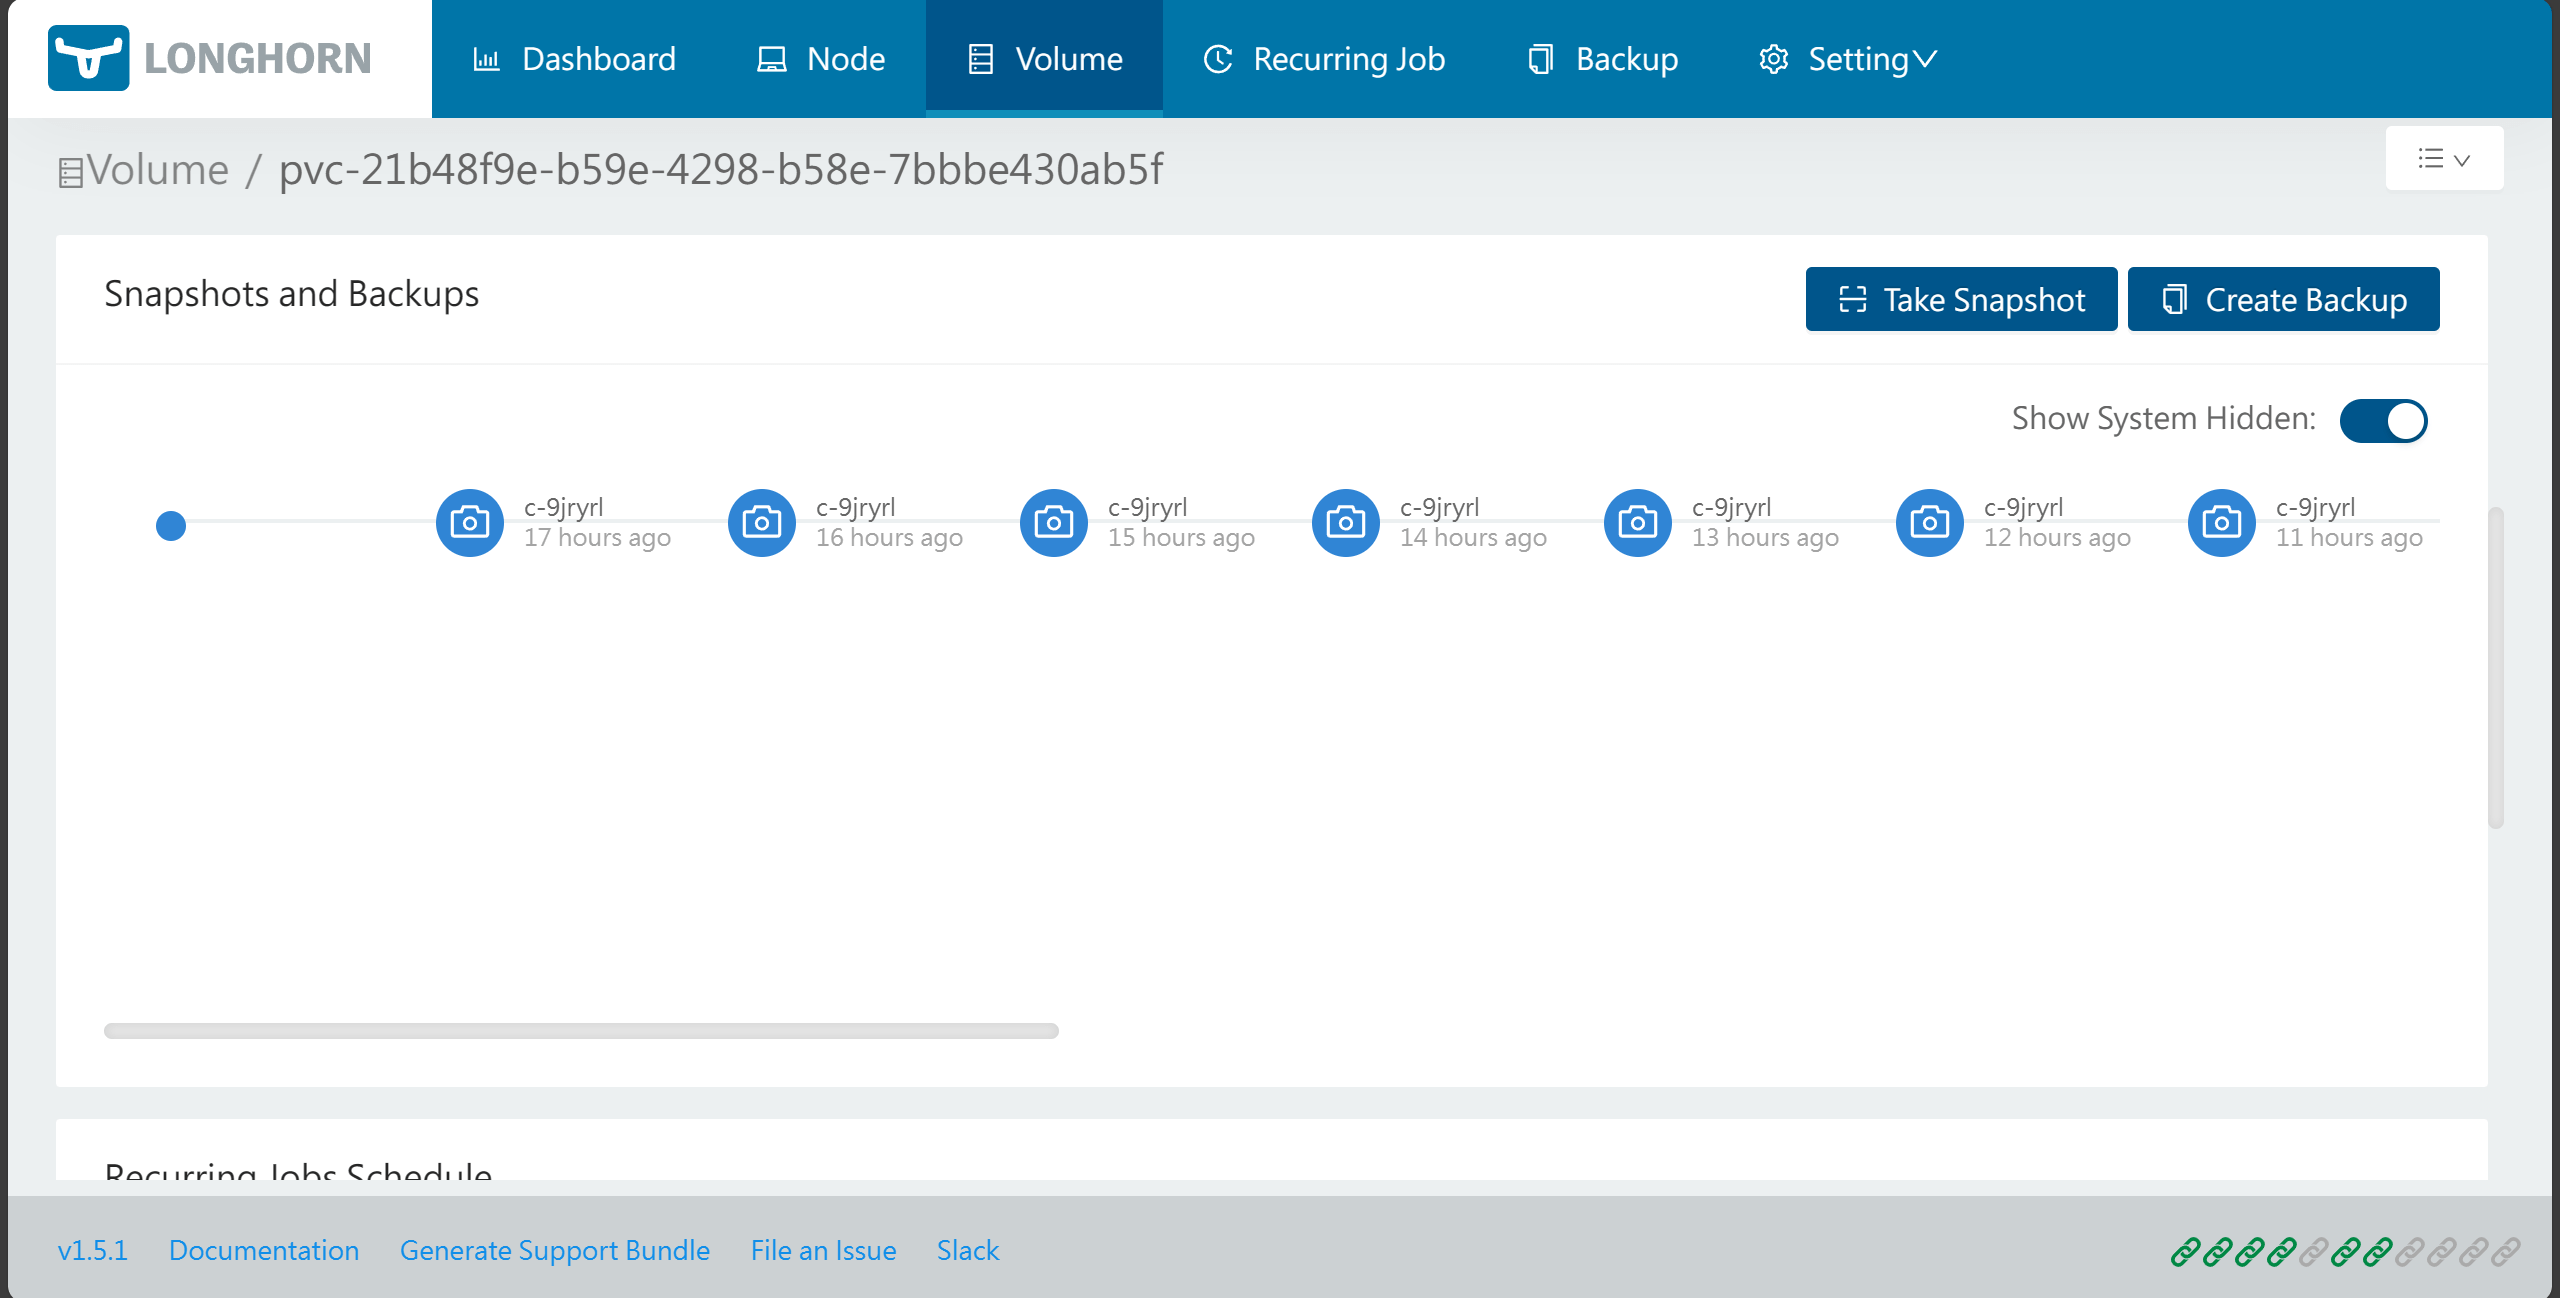 LONGHORN
Dashboard
Node
Volume
Recurring Job
Backup
Setting
Volume / pvc-21b48f9e-b59e-4298-b58e-7bbbe430ab5f
Snapshots and Backups
Take Snapshot
Create Backup
Show System Hidden:
c-9jryrl
17 hours ago
c-9jryrl
16 hours ago
c-9jryrl
15 hours ago
c-9jryrl
14 hours ago
c-9jryrl
13 hours ago
c-9jryrl
12 hours ago
c-9jryrl
11 hours ago
Recurring Jobs Schedule
v1.5.1
Documentation
Generate Support Bundle
File an Issue
Slack